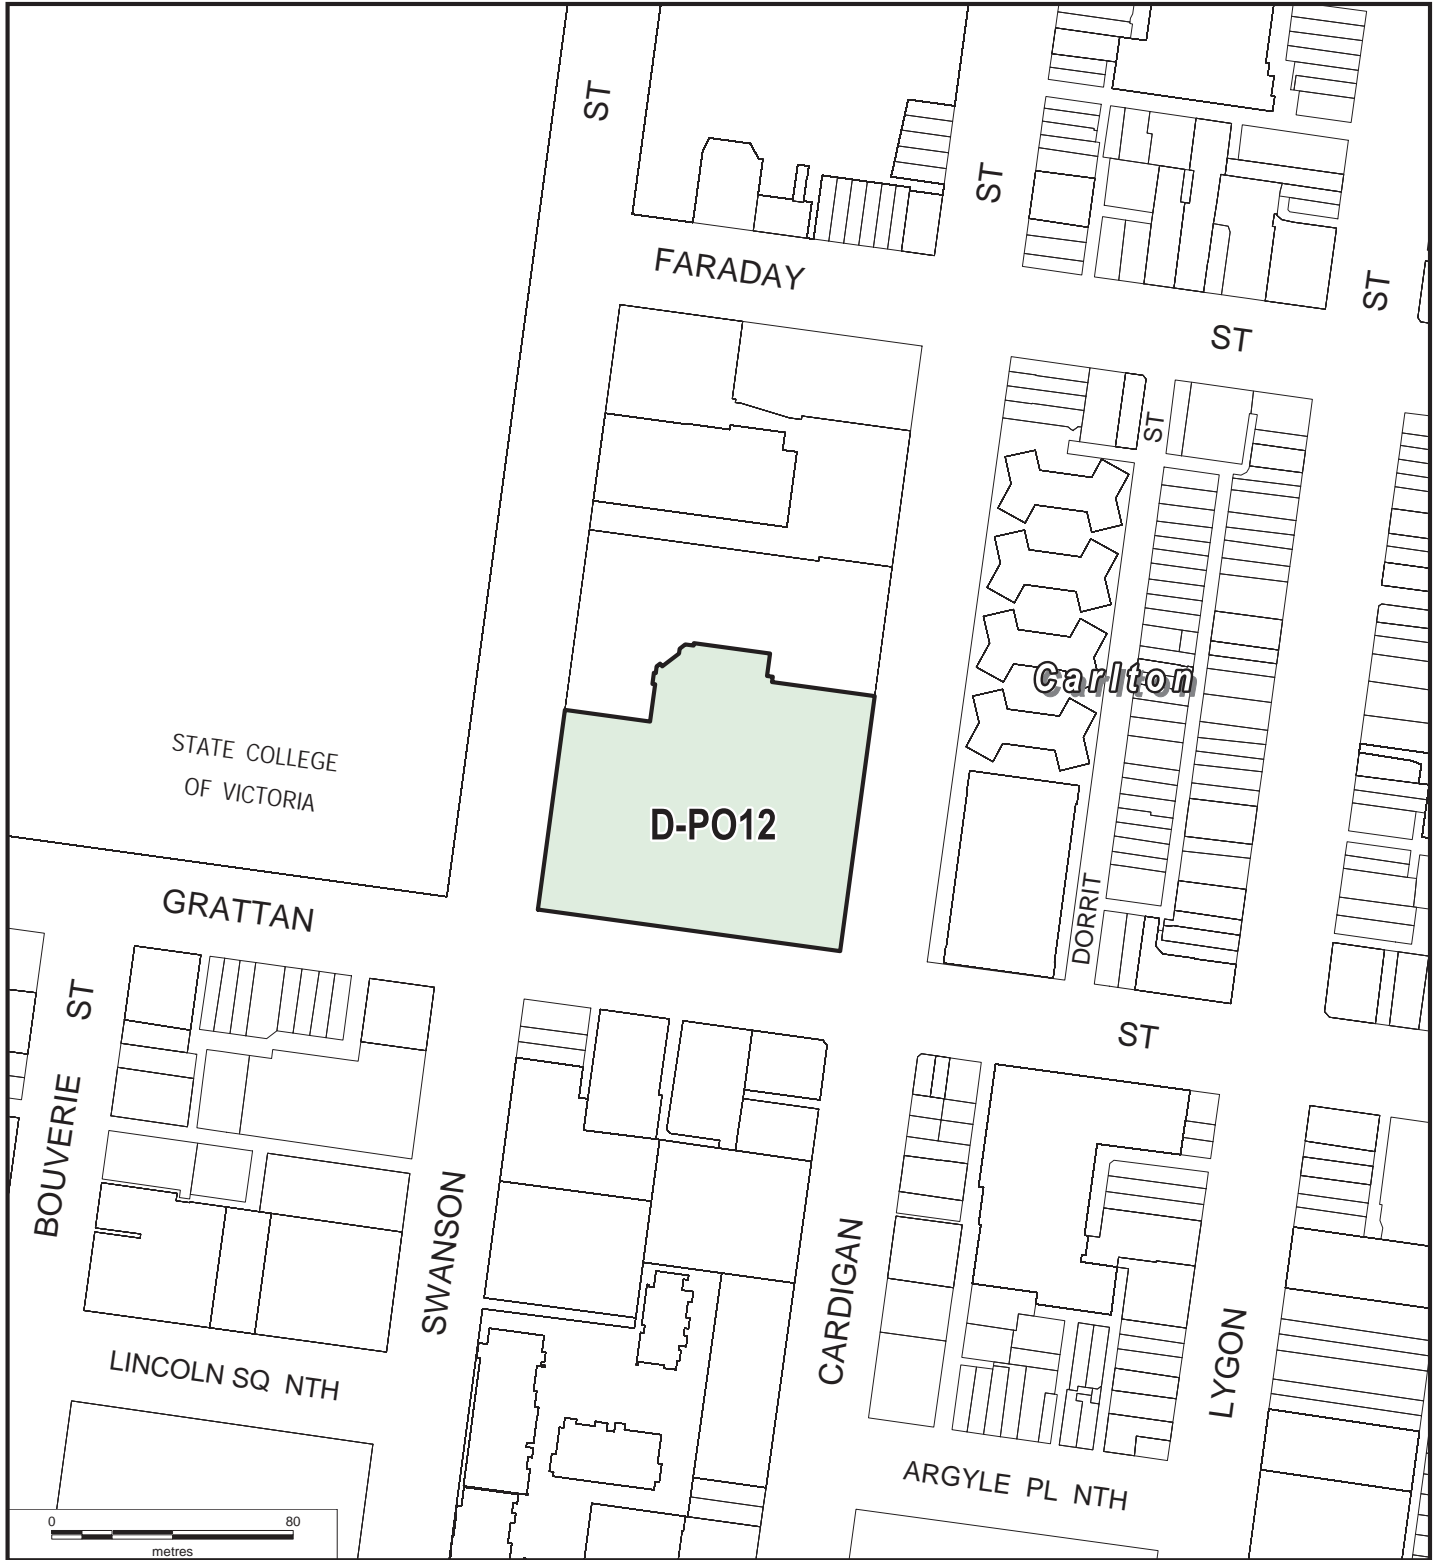 ST
ST
FARADAY
ST
ST
ST
Carlton
STATE COLLEGE
OF VICTORIA
D-PO12
GRATTAN
DORRIT
ST
ST
BOUVERIE
SWANSON
CARDIGAN
LYGON
LINCOLN SQ NTH
ARGYLE PL NTH
0 80
metres